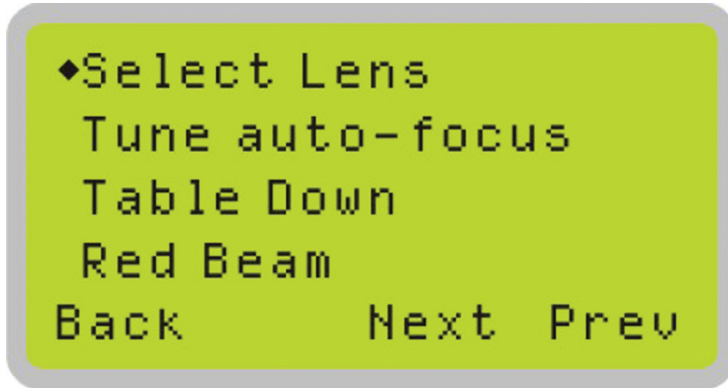 ◆Select Lens
Tune auto-focus
Table Down
Red Beam
Back Next Prev